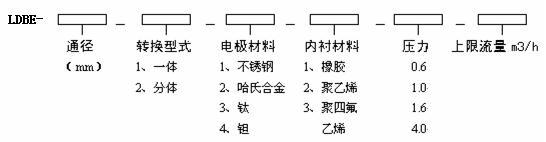 LDBE- – – – – –
通径 转换型式 电极材料 内衬材料 压力 上限流量 m3/h
（mm） 1、一体 1、不锈钢 1、橡胶 0.6
2、分体 2、哈氏合金 2、聚乙烯 1.0
3、钛 3、聚四氟 1.6
4、钽 乙烯 4.0